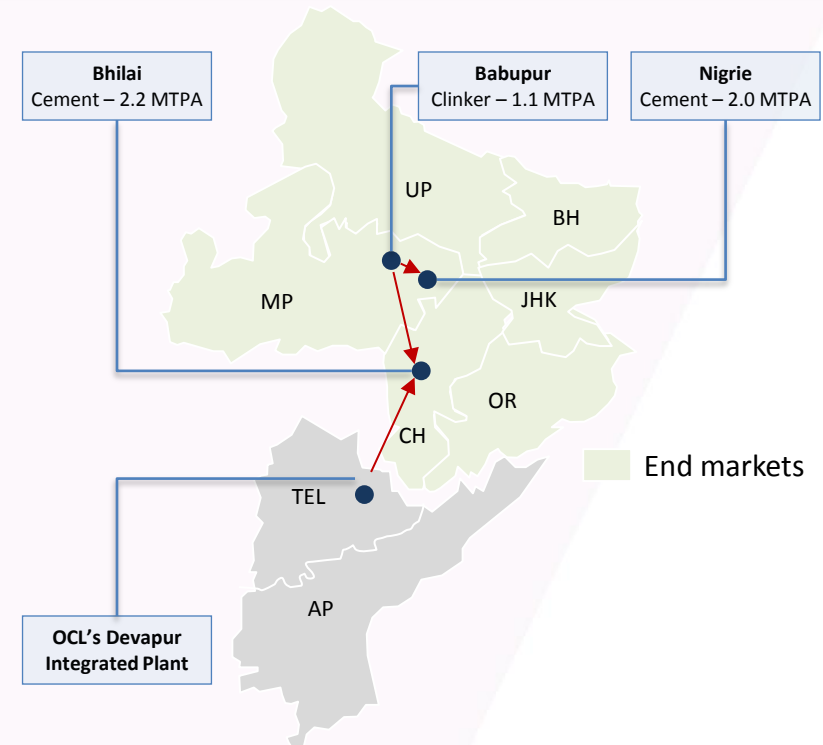 Bhilai
Cement – 2.2 MTPA
Babupur
Clinker – 1.1 MTPA
Nigrie
Cement – 2.0 MTPA
UP
BH
MP
JHK
OR
CH
End markets
TEL
AP
OCL’s Devapur
Integrated Plant